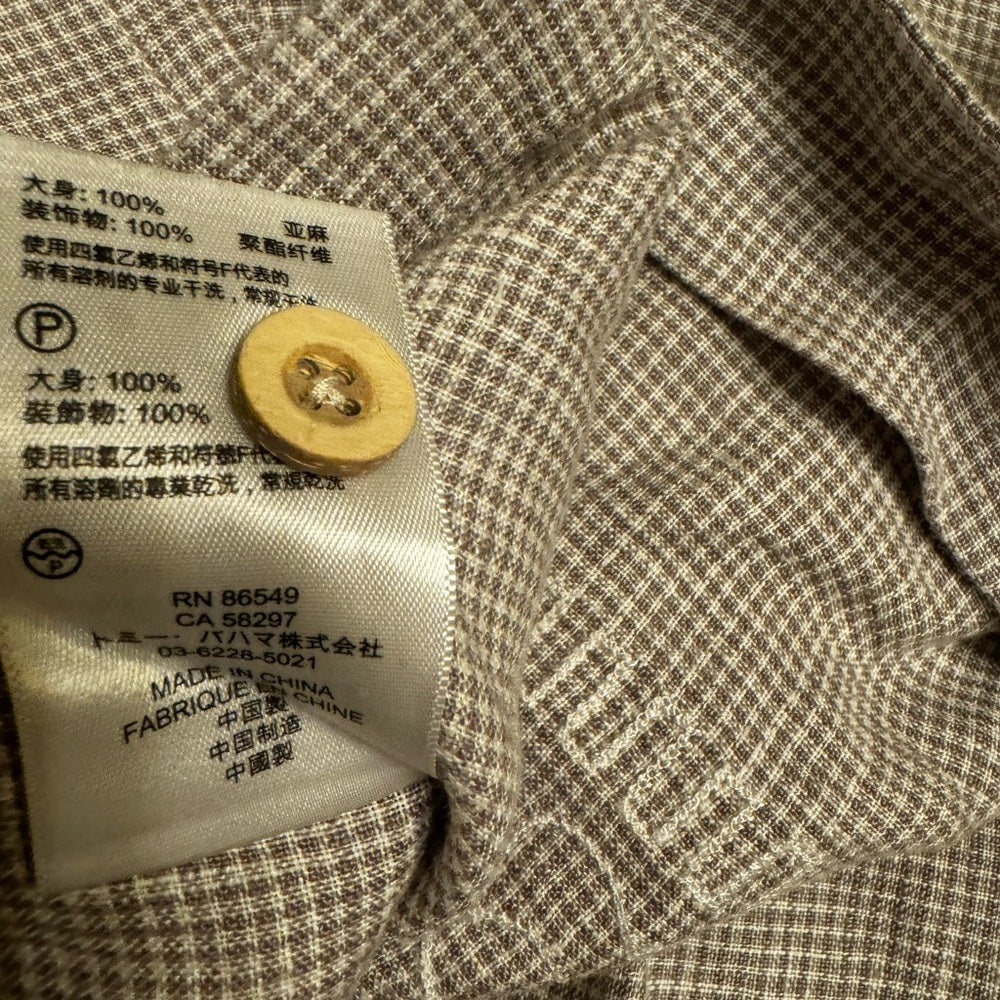 大身: 100%
装饰物: 100%
亚麻
聚酯纤维
使用四氯乙烯和符号F代表的
所有溶剂的专业干洗，常规干洗
P
大身: 100%
裝飾物: 100%
使用四氯乙烯和符號F代
所有溶劑的專業乾洗，常規乾洗
P
RN 86549
CA 58297
トミー・バハマ株式会社
03-6228-5021
MADE IN CHINA
FABRIQUE EN CHINE
中国製
中国制造
中國製